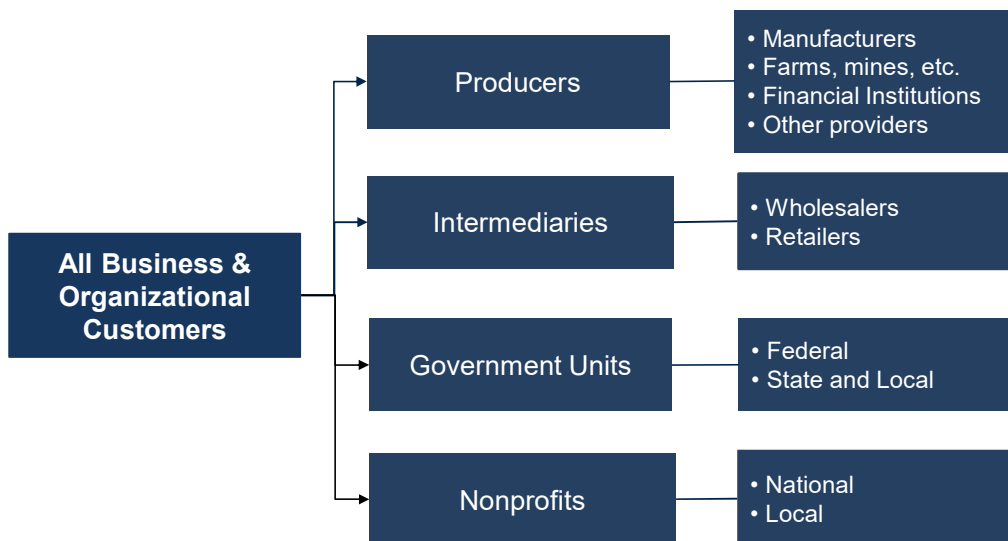 All Business &
Organizational
Customers
Producers
• Manufacturers
• Farms, mines, etc.
• Financial Institutions
• Other providers
Intermediaries
• Wholesalers
• Retailers
Government Units
• Federal
• State and Local
Nonprofits
• National
• Local